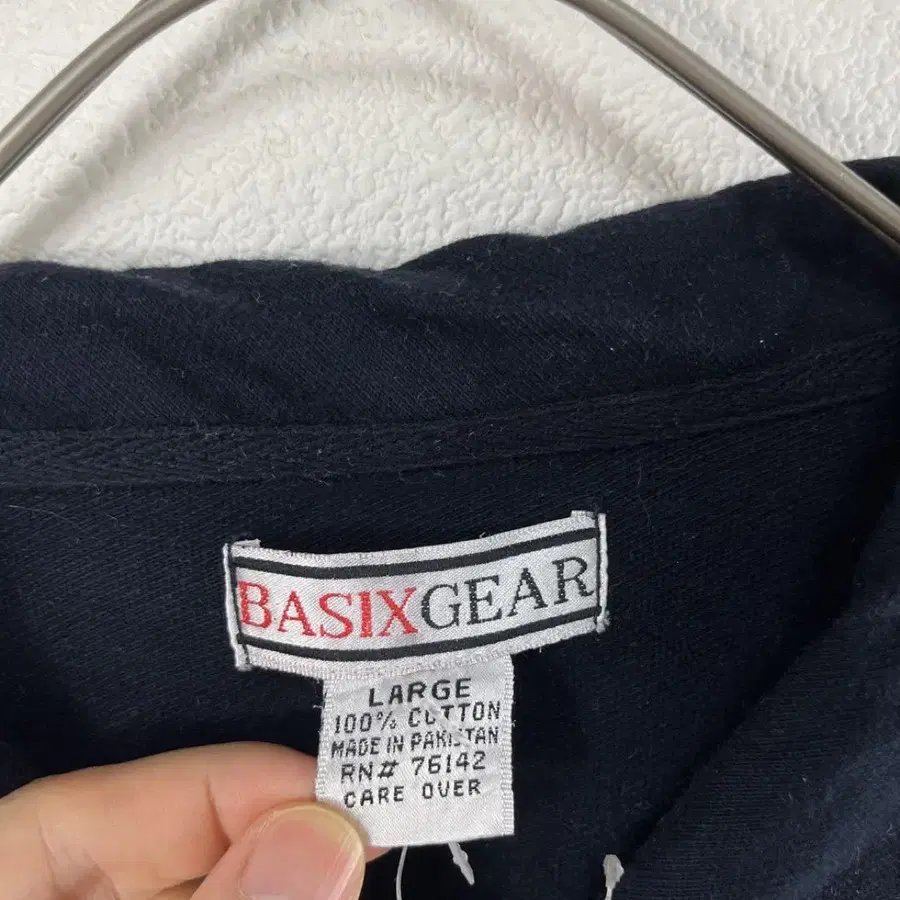 BASIXGEAR
LARGE
100% COTTON
MADE IN PAKISTAN
RN# 76142
CARE OVER